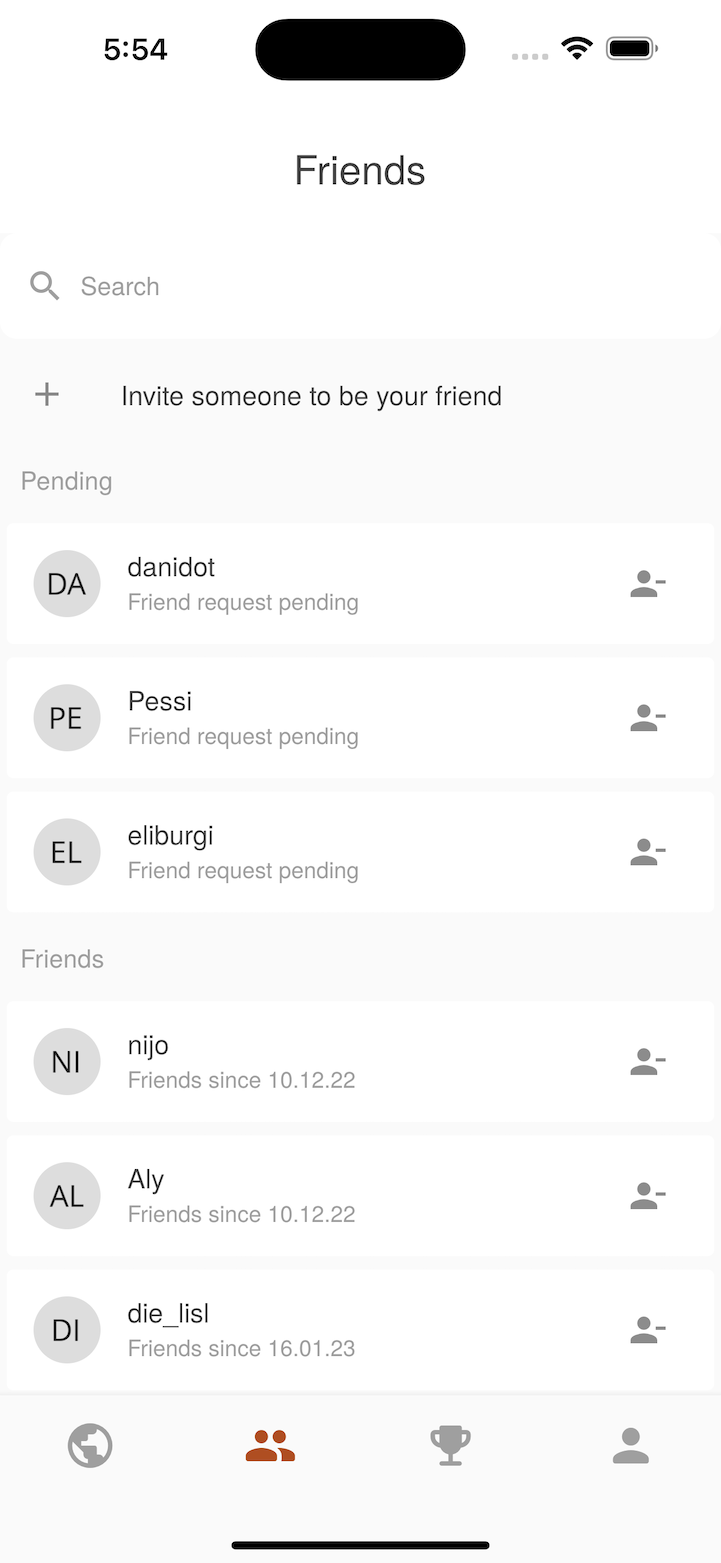 5:54
Friends
Search
Invite someone to be your friend
Pending
DA
danidot
Friend request pending
PE
Pessi
Friend request pending
EL
eliburgi
Friend request pending
Friends
NI
nijo
Friends since 10.12.22
AL
Aly
Friends since 10.12.22
DI
die_lisl
Friends since 16.01.23